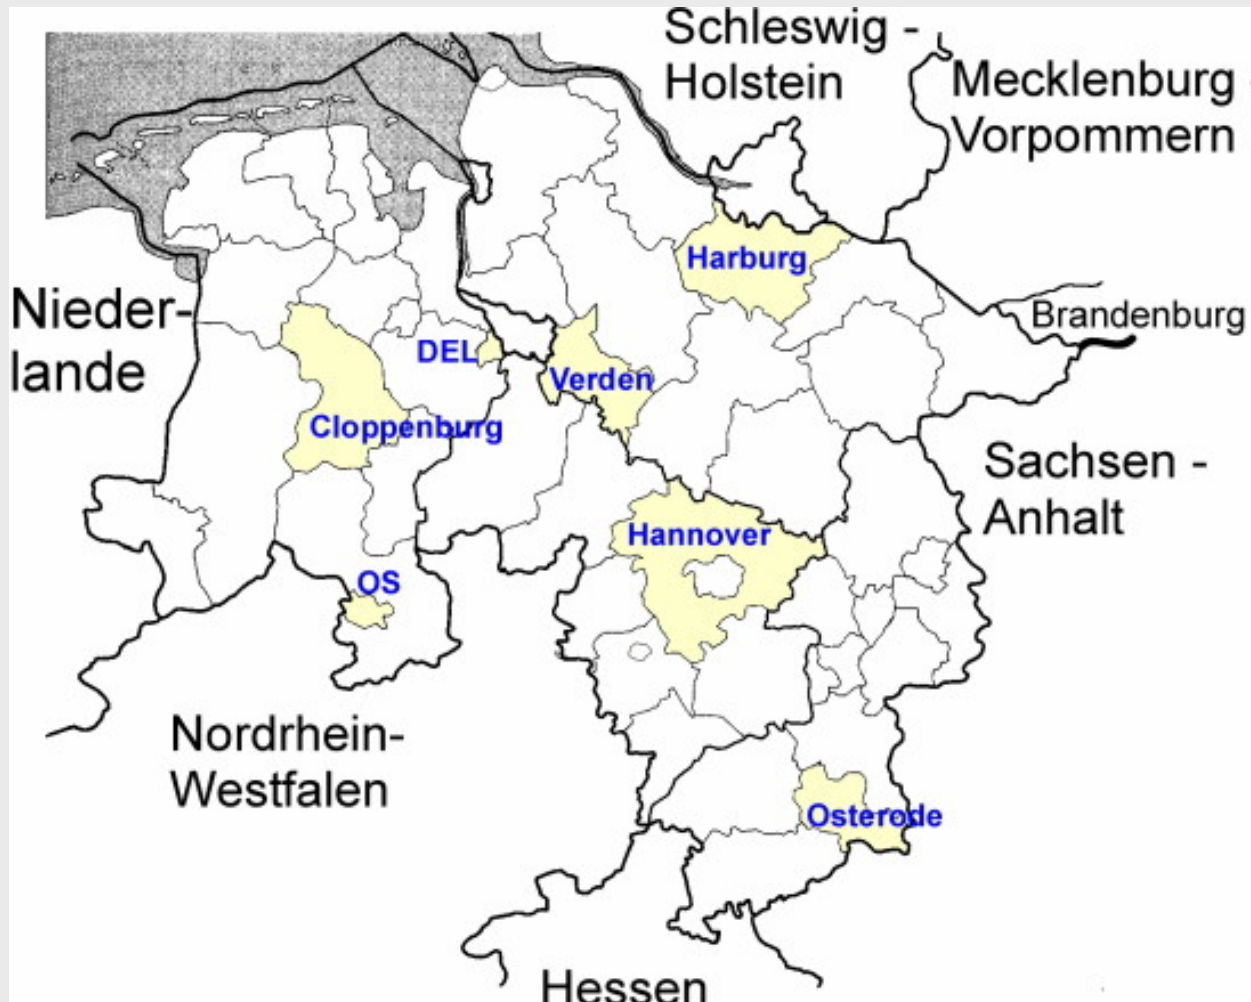 Schleswig -
Holstein
Mecklenburg -
Vorpommern
Harburg
Nieder-
lande
Brandenburg
DEL
Verden
Cloppenburg
Sachsen -
Anhalt
Hannover
OS
Nordrhein-
Westfalen
Osterode
Hessen